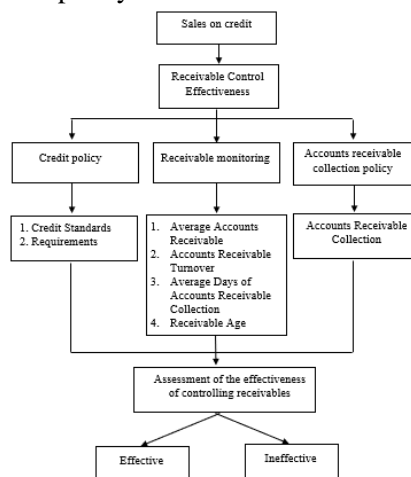 Sales on credit
Receivable Control
Effectiveness
Credit policy
Receivable monitoring
Accounts receivable
collection policy
1. Credit Standards
2. Requirements
1. Average Accounts
Receivable
2. Accounts Receivable
Turnover
3. Average Days of
Accounts Receivable
Collection
4. Receivable Age
Accounts Receivable
Collection
Assessment of the effectiveness
of controlling receivables
Effective
Ineffective